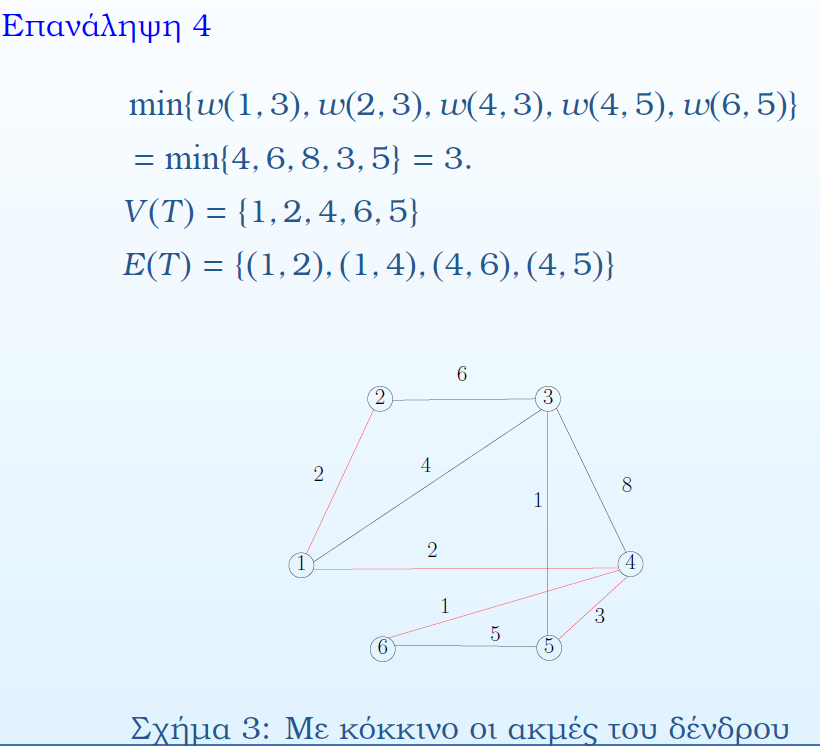 Επανάληψη 4
min{w(1, 3), w(2, 3), w(4, 3), w(4, 5), w(6, 5)}
= min{4, 6, 8, 3, 5} = 3.
V(T) = {1, 2, 4, 6, 5}
E(T) = {(1, 2), (1, 4), (4, 6), (4, 5)}
6
2 3
2 4 1 8
2
1 4
1 3
5
6 5
Σχήμα 3: Με κόκκινο οι ακμές του δένδρου